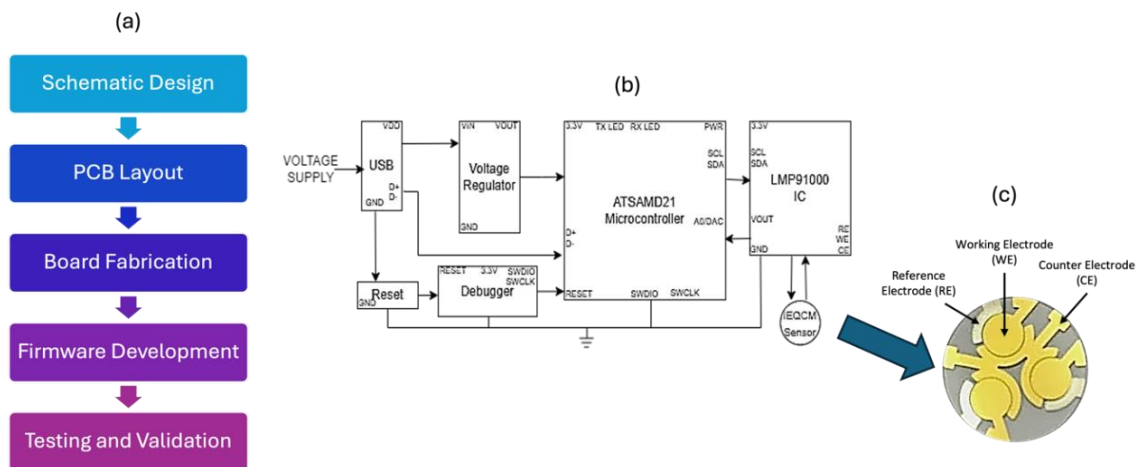 (a)
Schematic Design
PCB Layout
Board Fabrication
Firmware Development
Testing and Validation
(b)
VOLTAGE
SUPPLY
VDD
USB
D+
D-
GND
VIN
VOUT
Voltage
Regulator
GND
Reset
GND
RESET
3.3V
SWDIO
SWCLK
Debugger
3.3V
TX LED
RX LED
PWR
SCL
SDA
ATSAMD21
Microcontroller
A0/DAC
D+
D-
RESET
SWDIO
SWCLK
3.3V
SCL
SDA
LMP91000
IC
VOUT
GND
RE
WE
CE
IEQCM
Sensor
(c)
Working Electrode
(WE)
Reference
Electrode (RE)
Counter Electrode
(CE)